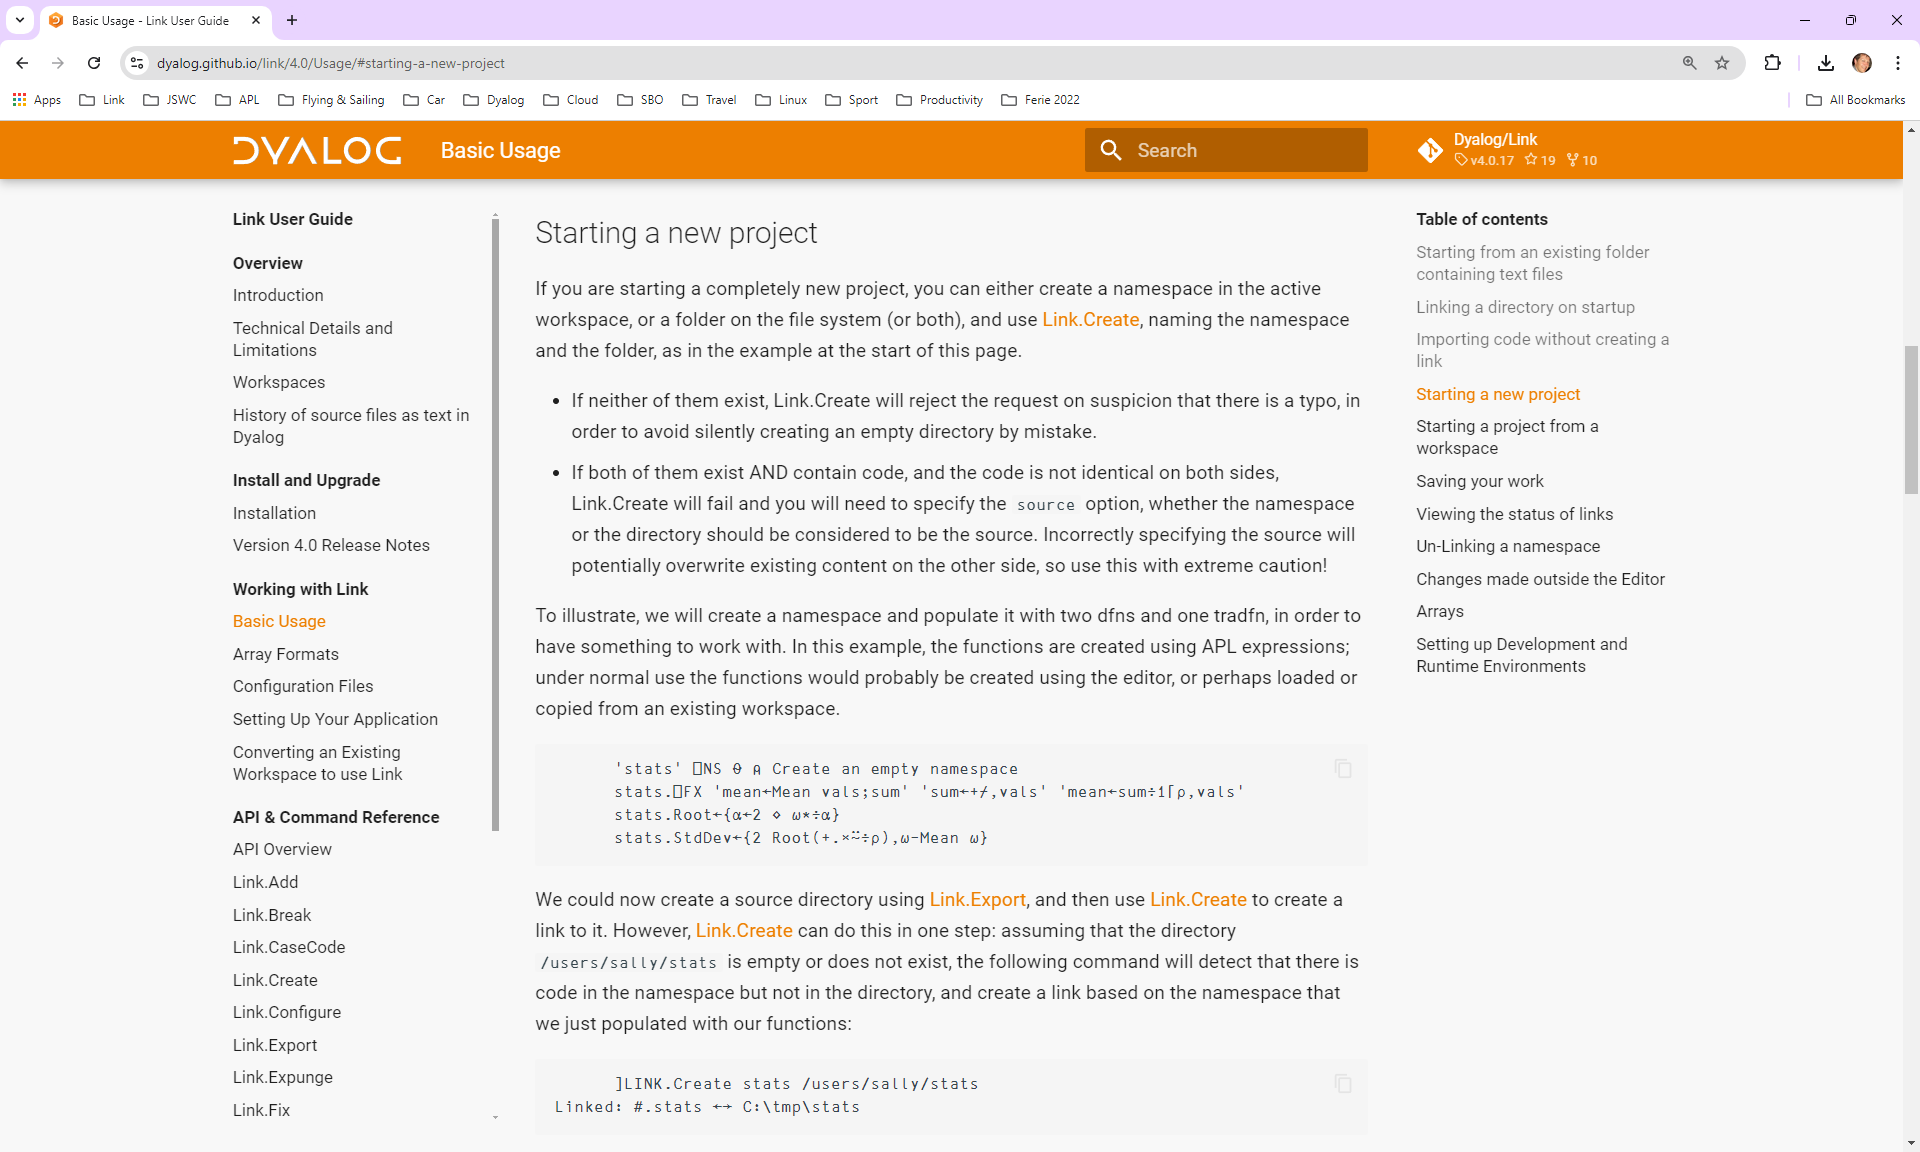 Basic Usage - Link User Guide
dyalog.github.io/link/4.0/Usage/#starting-a-new-project
Apps Link JSWC APL Flying & Sailing Car Dyalog Cloud SBO Travel Linux Sport Productivity Ferie 2022 All Bookmarks
DYALOG Basic Usage Search Dyalog/Link
v4.0.17 19 10
Link User Guide
Overview
Introduction
Technical Details and
Limitations
Workspaces
History of source files as text in
Dyalog
Install and Upgrade
Installation
Version 4.0 Release Notes
Working with Link
Basic Usage
Array Formats
Configuration Files
Setting Up Your Application
Converting an Existing
Workspace to use Link
API & Command Reference
API Overview
Link.Add
Link.Break
Link.CaseCode
Link.Create
Link.Configure
Link.Export
Link.Expunge
Link.Fix
Starting a new project
If you are starting a completely new project, you can either create a namespace in the active
workspace, or a folder on the file system (or both), and use Link.Create, naming the namespace
and the folder, as in the example at the start of this page.
• If neither of them exist, Link.Create will reject the request on suspicion that there is a typo, in
order to avoid silently creating an empty directory by mistake.
• If both of them exist AND contain code, and the code is not identical on both sides,
Link.Create will fail and you will need to specify the source option, whether the namespace
or the directory should be considered to be the source. Incorrectly specifying the source will
potentially overwrite existing content on the other side, so use this with extreme caution!
To illustrate, we will create a namespace and populate it with two dfns and one tradfn, in order to
have something to work with. In this example, the functions are created using APL expressions;
under normal use the functions would probably be created using the editor, or perhaps loaded or
copied from an existing workspace.
'stats' ⎕NS ⍬ ⍝ Create an empty namespace
stats.⎕FX 'mean←Mean vals;sum' 'sum←+⌿,vals' 'mean←sum÷1⌈⍴,vals'
stats.Root←{⍺←2 ⋄ ⍵*÷⍺}
stats.StdDev←{2 Root(+.×⍨÷⍴),⍵-Mean ⍵}
We could now create a source directory using Link.Export, and then use Link.Create to create a
link to it. However, Link.Create can do this in one step: assuming that the directory
/users/sally/stats is empty or does not exist, the following command will detect that there is
code in the namespace but not in the directory, and create a link based on the namespace that
we just populated with our functions:
]LINK.Create stats /users/sally/stats
Linked: #.stats ←→ C:\tmp\stats
Table of contents
Starting from an existing folder
containing text files
Linking a directory on startup
Importing code without creating a
link
Starting a new project
Starting a project from a
workspace
Saving your work
Viewing the status of links
Un-Linking a namespace
Changes made outside the Editor
Arrays
Setting up Development and
Runtime Environments